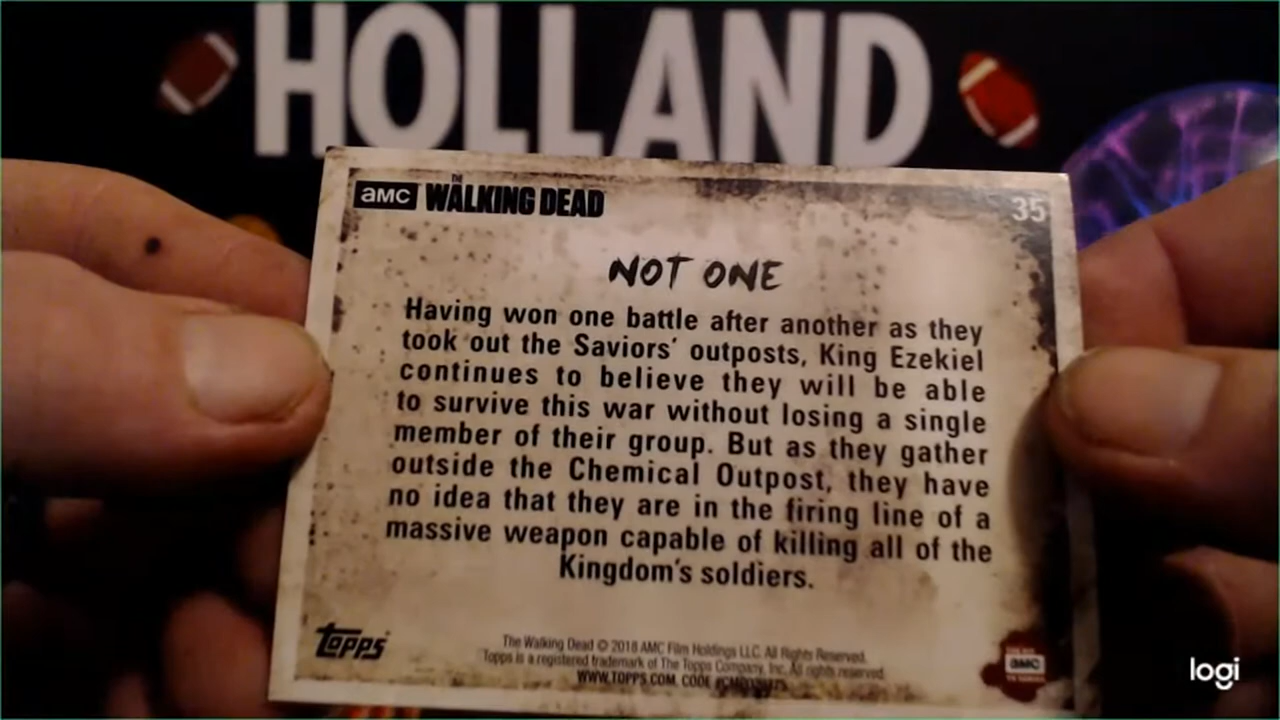 HOLLAND
amc THE WALKING DEAD
35
NOT ONE
Having won one battle after another as they
took out the Saviors' outposts, King Ezekiel
continues to believe they will be able
to survive this war without losing a single
member of their group. But as they gather
outside the Chemical Outpost, they have
no idea that they are in the firing line of a
massive weapon capable of killing all of the
Kingdom's soldiers.
Topps
The Walking Dead © 2018 AMC Film Holdings LLC. All Rights Reserved.
Topps is a registered trademark of The Topps Company, Inc. All rights reserved.
WWW.TOPPS.COM. CODE
amc
logi